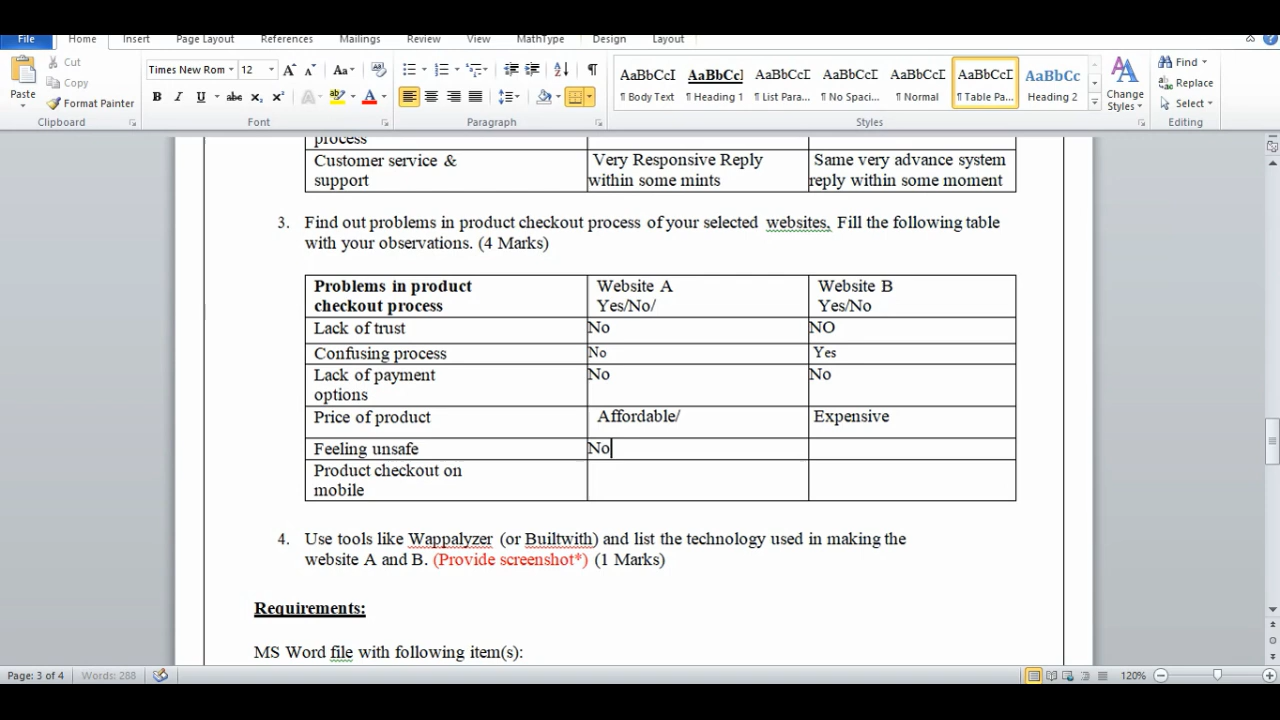 File Home Insert Page Layout References Mailings Review View MathType Design Layout
Cut
Copy
Format Painter
Paste
Clipboard
Times New Rom 12
Font
Paragraph
AaBbCcI AaBbCcl AaBbCcI AaBbCcI AaBbCcI AaBbCcI AaBbCc
¶ Body Text ¶ Heading 1 ¶ List Para... ¶ No Spaci... ¶ Normal ¶ Table Pa... Heading 2
Styles
Change
Styles
Find
Replace
Select
Editing
process
Customer service &
support
Very Responsive Reply
within some mints
Same very advance system
reply within some moment
3. Find out problems in product checkout process of your selected websites, Fill the following table
with your observations. (4 Marks)
Problems in product
checkout process
Website A
Yes/No/
Website B
Yes/No
Lack of trust No NO
Confusing process No Yes
Lack of payment
options
No No
Price of product Affordable/ Expensive
Feeling unsafe No
Product checkout on
mobile
4. Use tools like Wappalyzer (or Builtwith) and list the technology used in making the
website A and B. (Provide screenshot*) (1 Marks)
Requirements:
MS Word file with following item(s):
Page: 3 of 4 Words: 288 120%